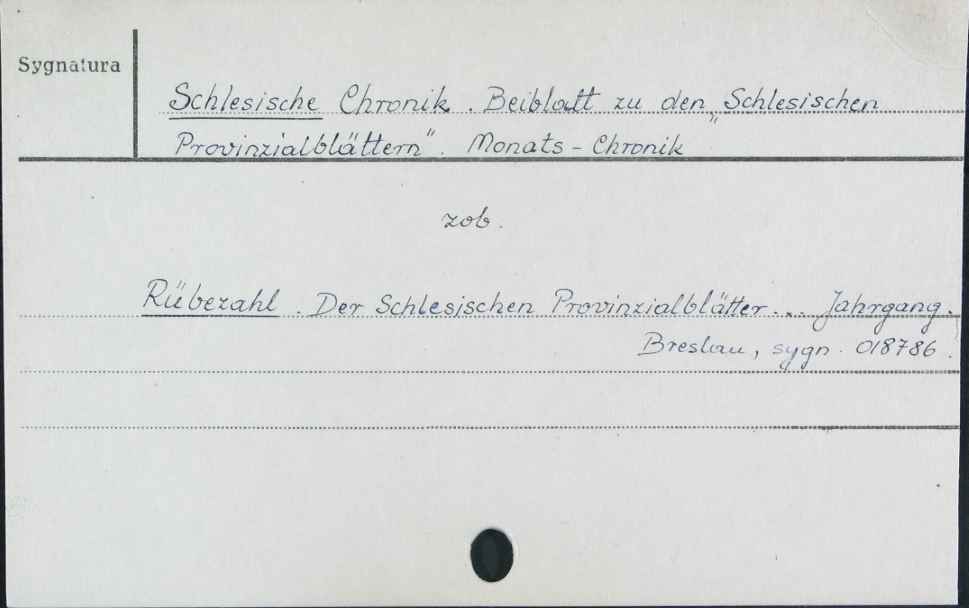 Sygnatura
Schlesische Chronik. Beiblatt zu den „Schlesischen
Provinzialblättern". Monats-Chronik
zob.
Rübezahl. Der Schlesischen Provinzialblätter... Jahrgang.
Breslau, sygn. 018786.